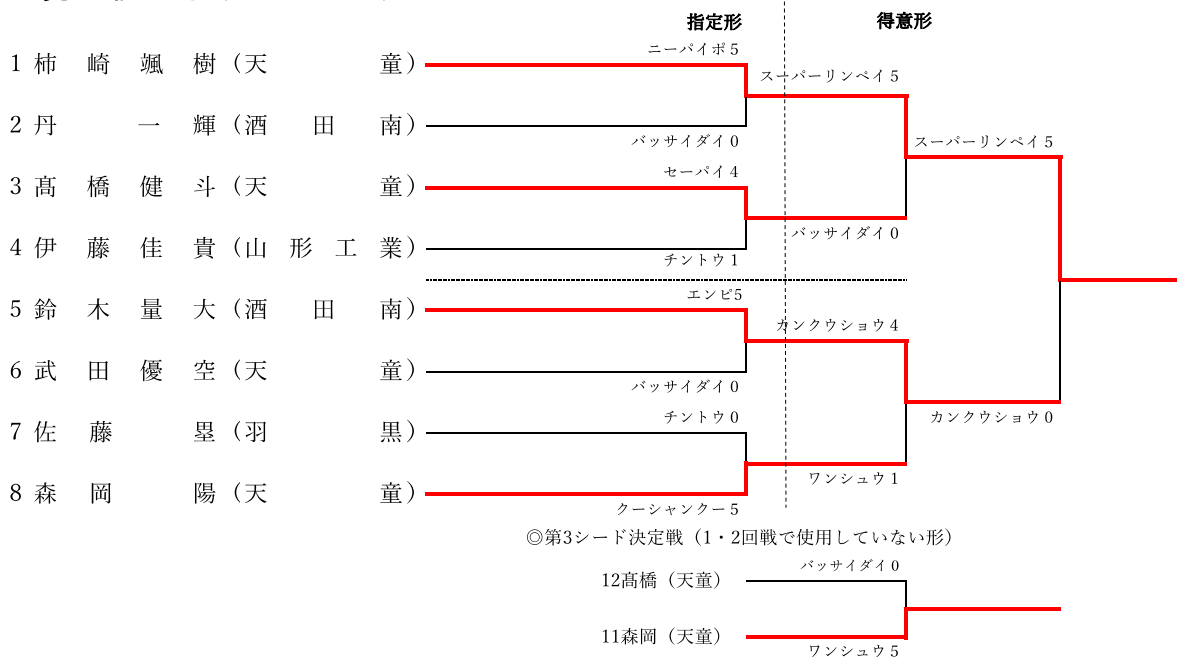 指定形
得意形
ニーパイポ5
1 柿崎颯樹（天童）
スーパーリンペイ5
2 丹一輝（酒田南）
バッサイダイ0
スーパーリンペイ5
セーパイ4
3 髙橋健斗（天童）
バッサイダイ0
4 伊藤佳貴（山形工業）
チントウ1
エンピ5
5 鈴木量大（酒田南）
カンクウショウ4
6 武田優空（天童）
バッサイダイ0
チントウ0
カンクウショウ0
7 佐藤塁（羽黒）
ワンシュウ1
8 森岡陽（天童）
クーシャンクー5
◎第3シード決定戦（1・2回戦で使用していない形）
バッサイダイ0
12髙橋（天童）
11森岡（天童）
ワンシュウ5